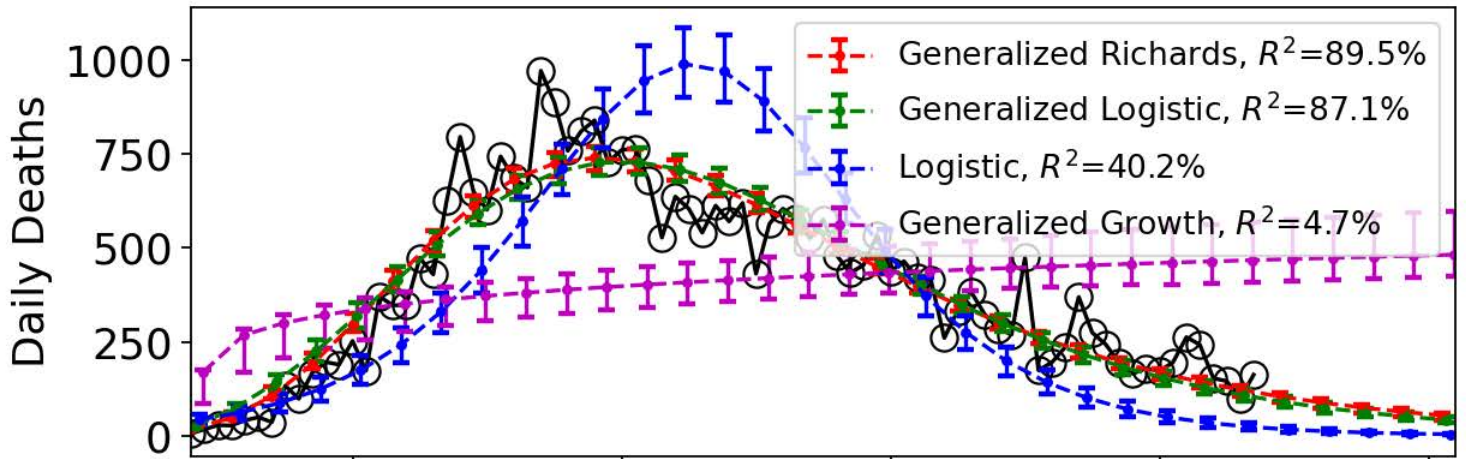 Daily Deaths
1000
750
500
250
0
Generalized Richards, R²=89.5%
Generalized Logistic, R²=87.1%
Logistic, R²=40.2%
Generalized Growth, R²=4.7%